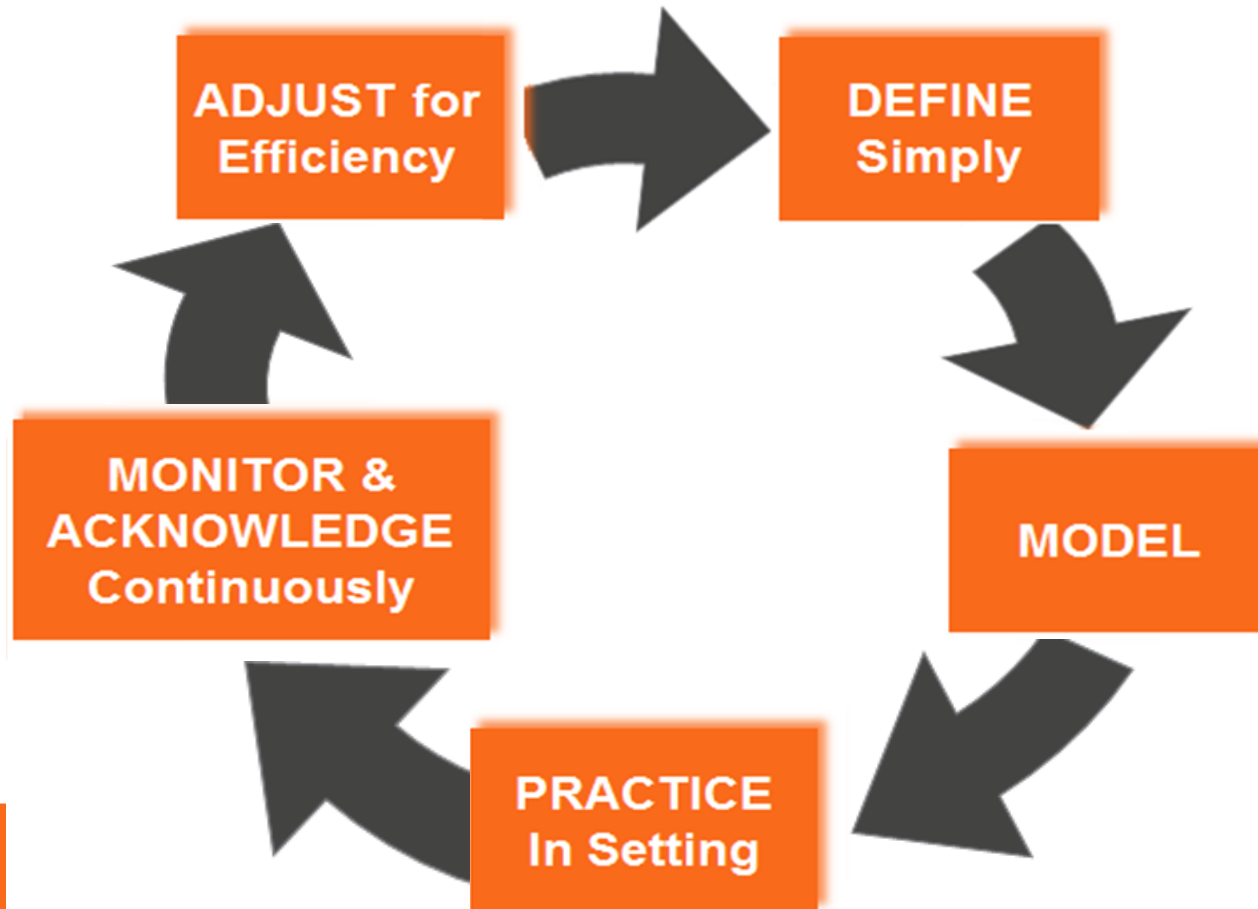 ADJUST for
Efficiency
DEFINE
Simply
MODEL
PRACTICE
In Setting
MONITOR &
ACKNOWLEDGE
Continuously